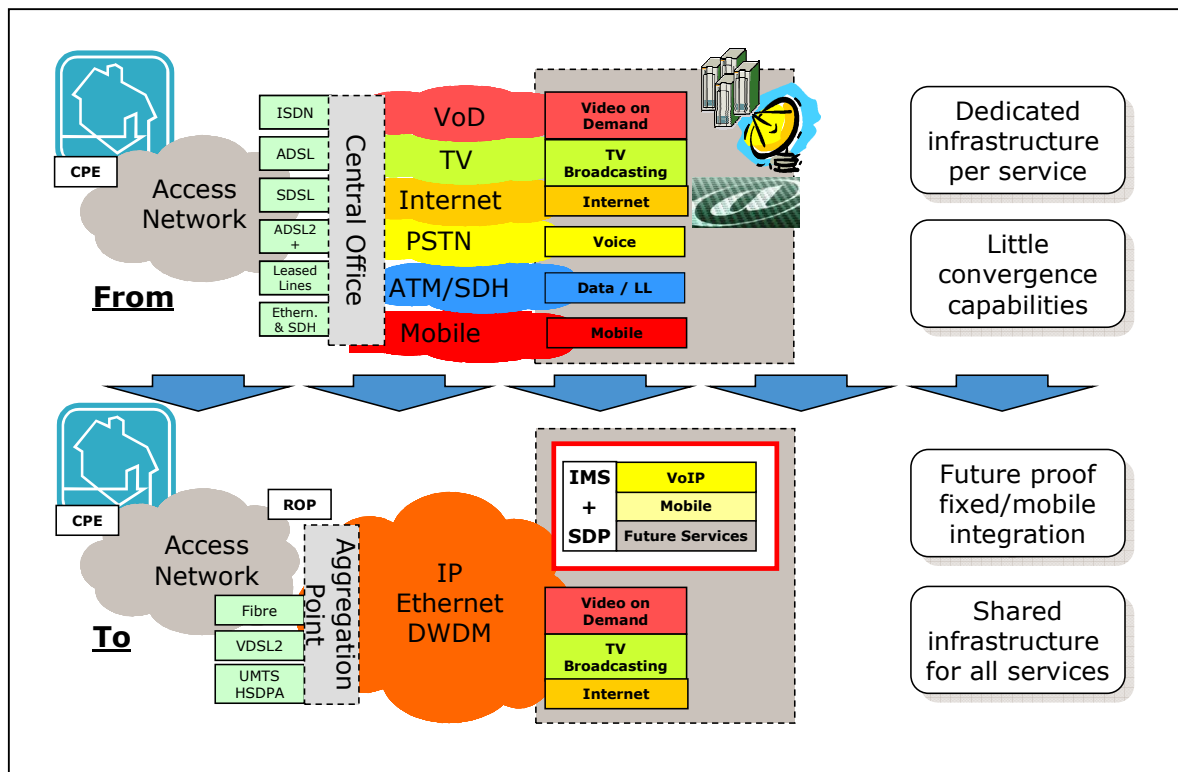 CPE
Access
Network
From
ISDN
ADSL
SDSL
ADSL2
+
Leased
Lines
Ethern.
& SDH
Central Office
VoD
TV
Internet
PSTN
ATM/SDH
Mobile
Video on
Demand
TV
Broadcasting
Internet
Voice
Data / LL
Mobile
@
Dedicated
infrastructure
per service
Little
convergence
capabilities
CPE
Access
Network
To
ROP
Fibre
VDSL2
UMTS
HSDPA
Aggregation
Point
IP
Ethernet
DWDM
IMS
+
SDP
VoIP
Mobile
Future Services
Video on
Demand
TV
Broadcasting
Internet
Future proof
fixed/mobile
integration
Shared
infrastructure
for all services